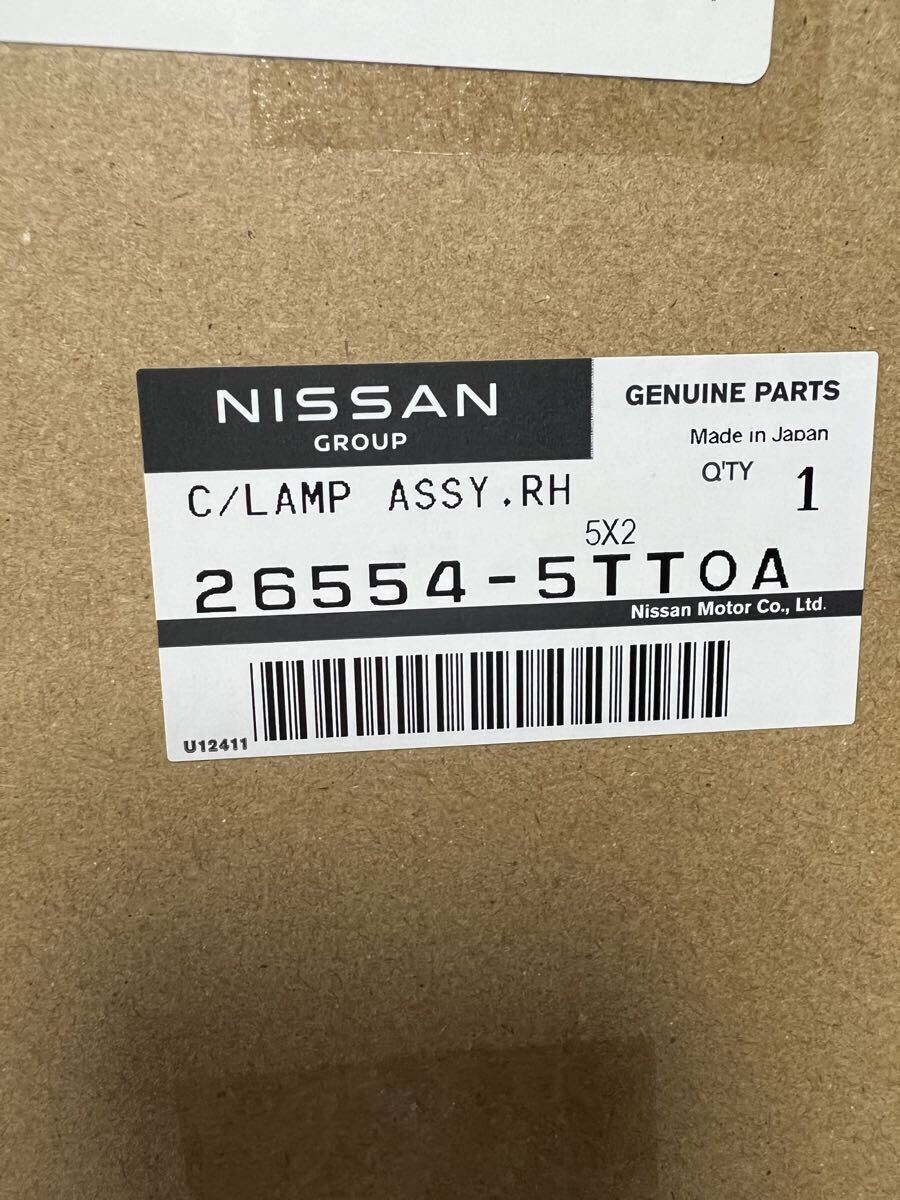 NISSAN
GROUP
GENUINE PARTS
Made in Japan
C/LAMP ASSY.RH
Q'TY 1
5X2
26554-5TT0A
Nissan Motor Co., Ltd.
U12411